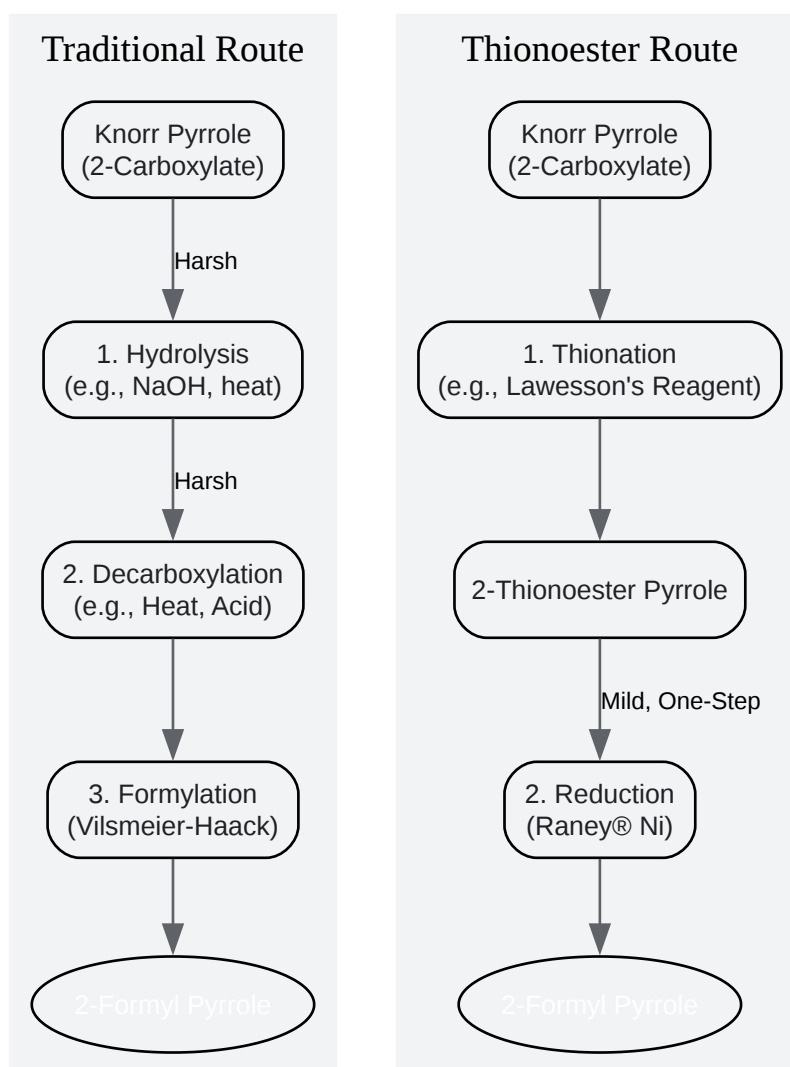 Traditional Route
Knorr Pyrrole
(2-Carboxylate)
Harsh
1. Hydrolysis
(e.g., NaOH, heat)
Harsh
2. Decarboxylation
(e.g., Heat, Acid)
3. Formylation
(Vilsmeier-Haack)
2-Formyl Pyrrole
Thionoester Route
Knorr Pyrrole
(2-Carboxylate)
1. Thionation
(e.g., Lawesson's Reagent)
2-Thionoester Pyrrole
Mild, One-Step
2. Reduction
(Raney® Ni)
2-Formyl Pyrrole